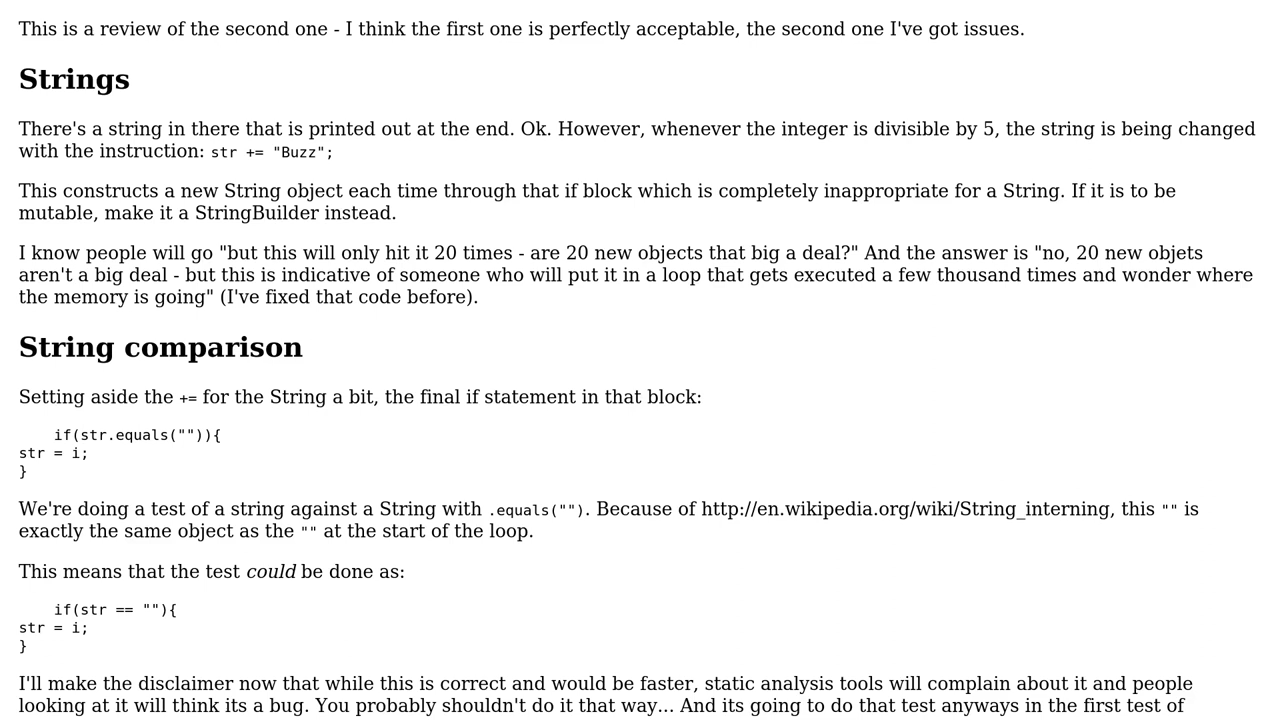 This is a review of the second one - I think the first one is perfectly acceptable, the second one I've got issues.
Strings
There's a string in there that is printed out at the end. Ok. However, whenever the integer is divisible by 5, the string is being changed
with the instruction: str += "Buzz";
This constructs a new String object each time through that if block which is completely inappropriate for a String. If it is to be
mutable, make it a StringBuilder instead.
I know people will go "but this will only hit it 20 times - are 20 new objects that big a deal?" And the answer is "no, 20 new objets
aren't a big deal - but this is indicative of someone who will put it in a loop that gets executed a few thousand times and wonder where
the memory is going" (I've fixed that code before).
String comparison
Setting aside the += for the String a bit, the final if statement in that block:
if(str.equals("")){
str = i;
}
We're doing a test of a string against a String with .equals(""). Because of http://en.wikipedia.org/wiki/String_interning, this "" is
exactly the same object as the "" at the start of the loop.
This means that the test could be done as:
if(str == ""){
str = i;
}
I'll make the disclaimer now that while this is correct and would be faster, static analysis tools will complain about it and people
looking at it will think its a bug. You probably shouldn't do it that way... And its going to do that test anyways in the first test of